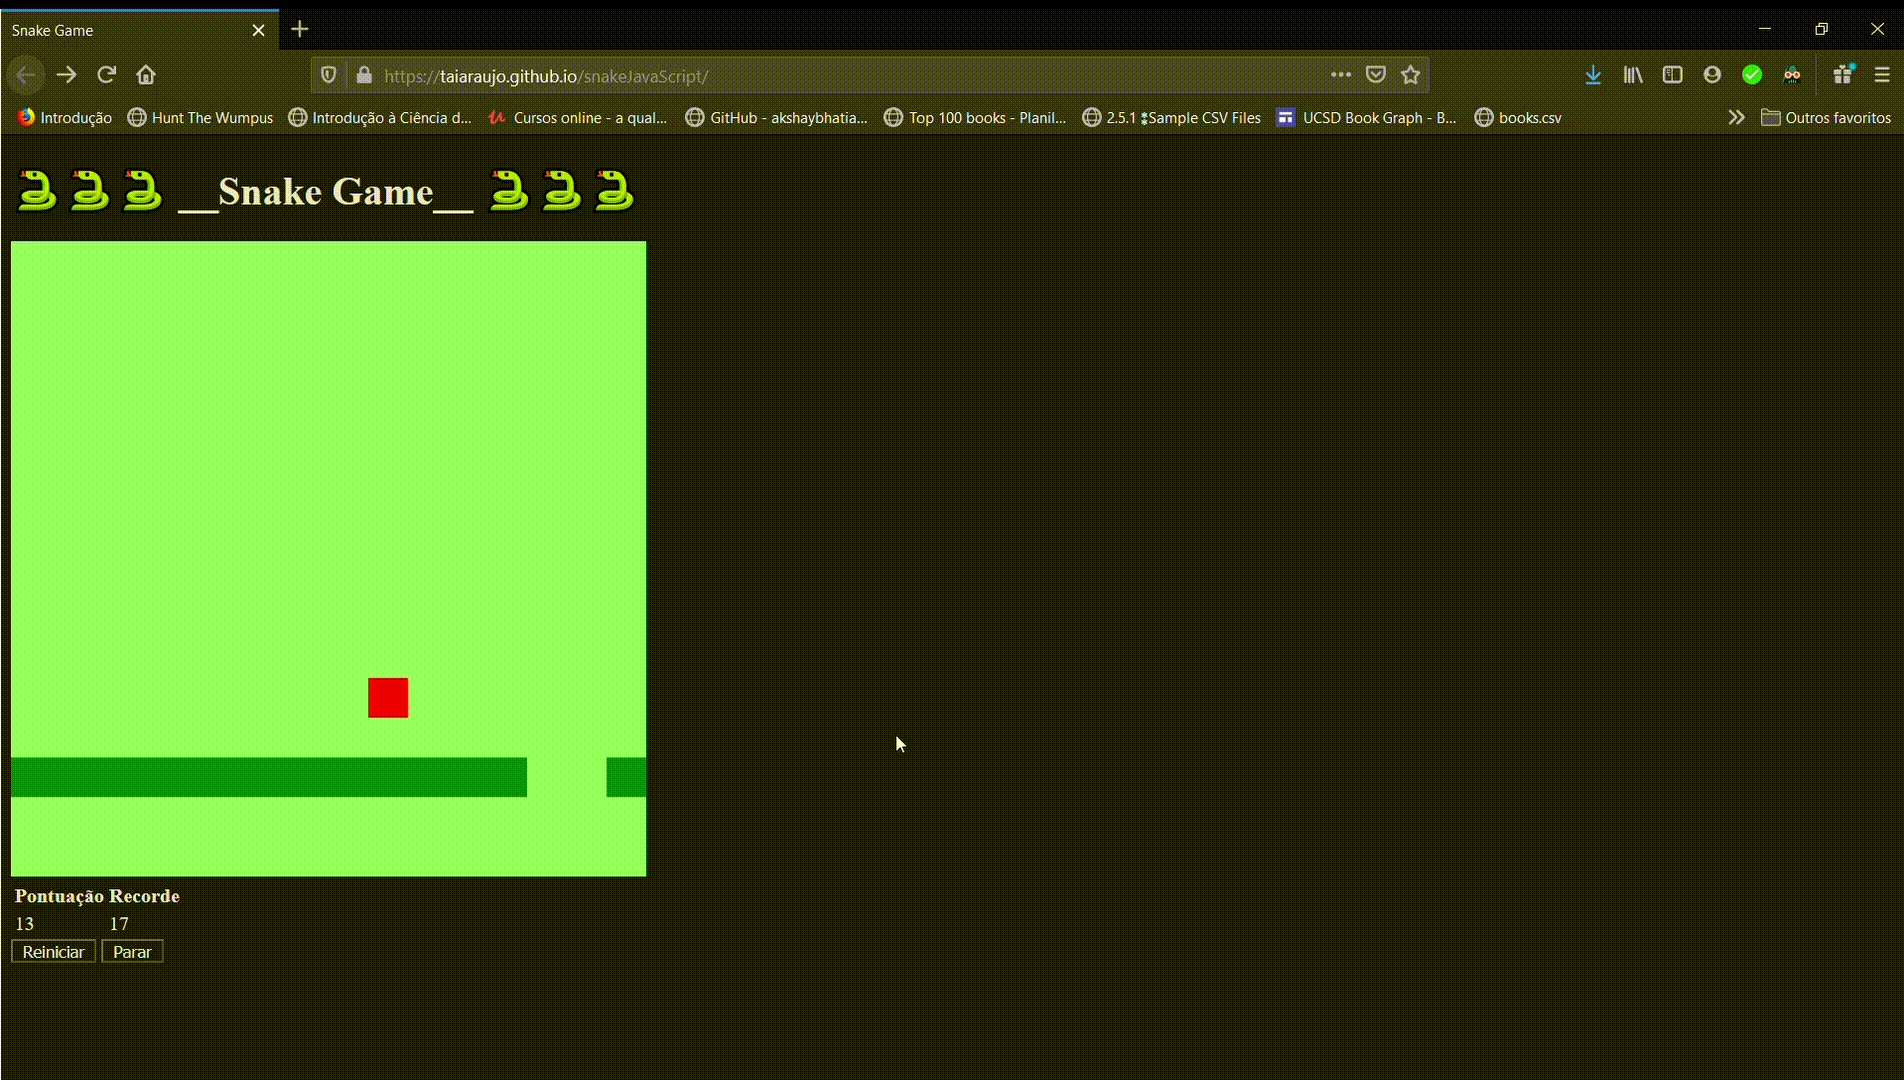 Snake Game
https://taiaraujo.github.io/snakeJavaScript/
Introdução Hunt The Wumpus Introdução à Ciência d... Cursos online - a qual... GitHub - akshaybhatia... Top 100 books - Planil... 2.5.1 Sample CSV Files UCSD Book Graph - B... books.csv Outros favoritos
__Snake Game__
Pontuação Recorde
13 17
Reiniciar Parar